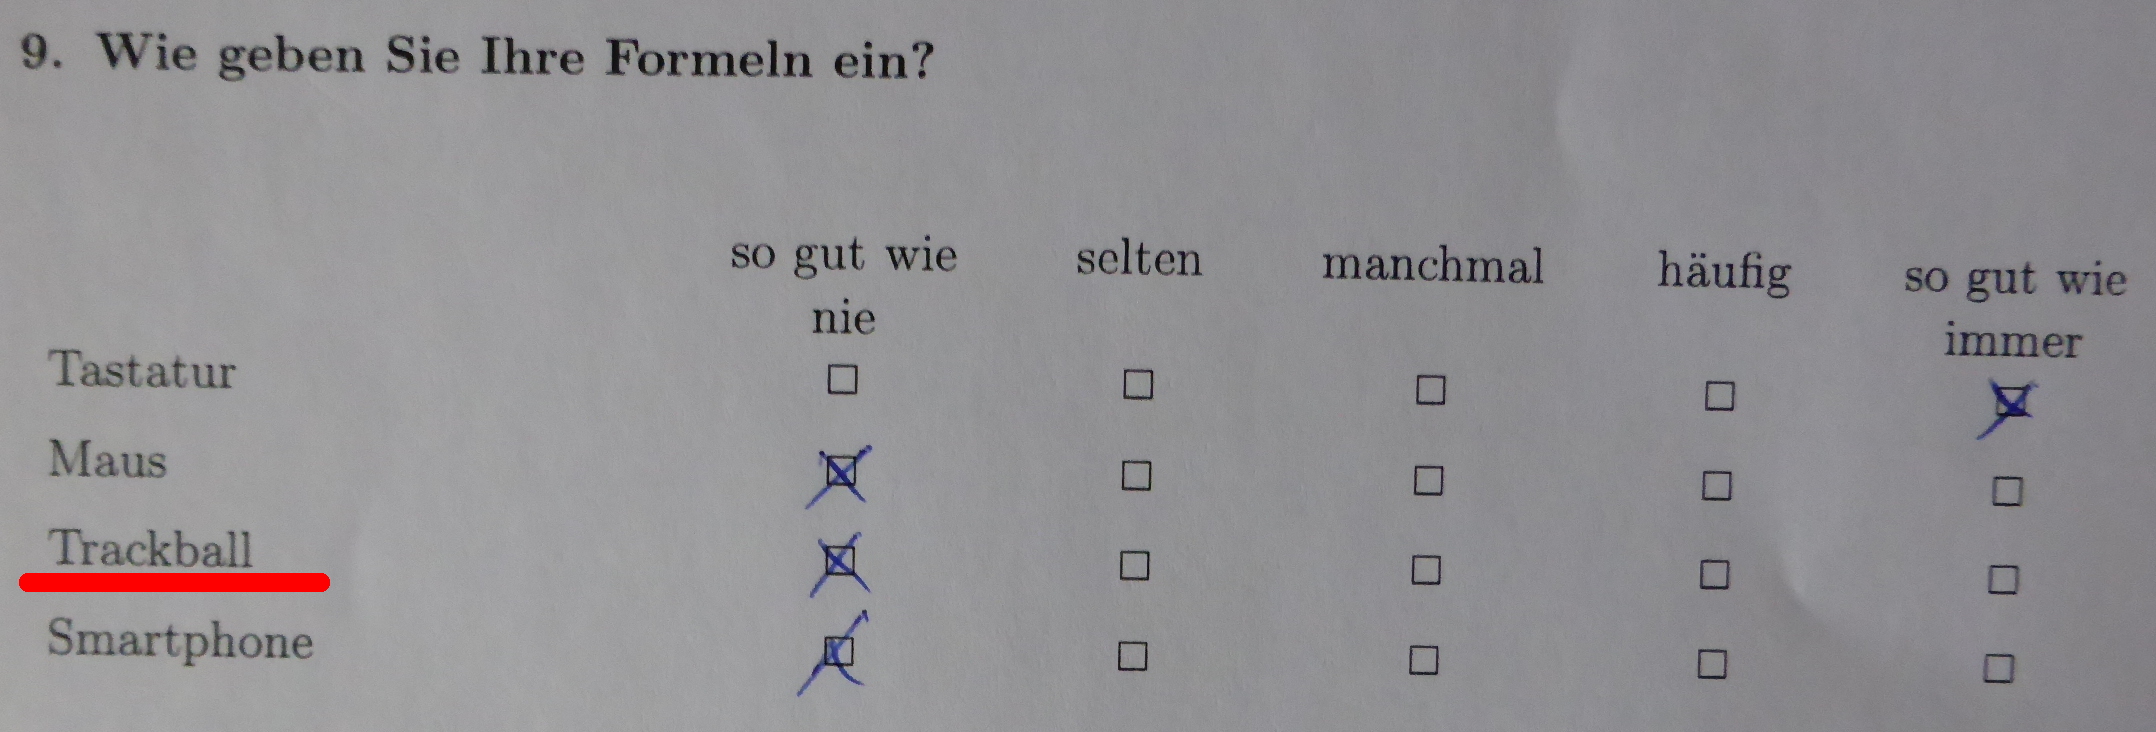 9. Wie geben Sie Ihre Formeln ein?
so gut wie nie selten manchmal häufig so gut wie immer
Tastatur
Maus
Trackball
Smartphone